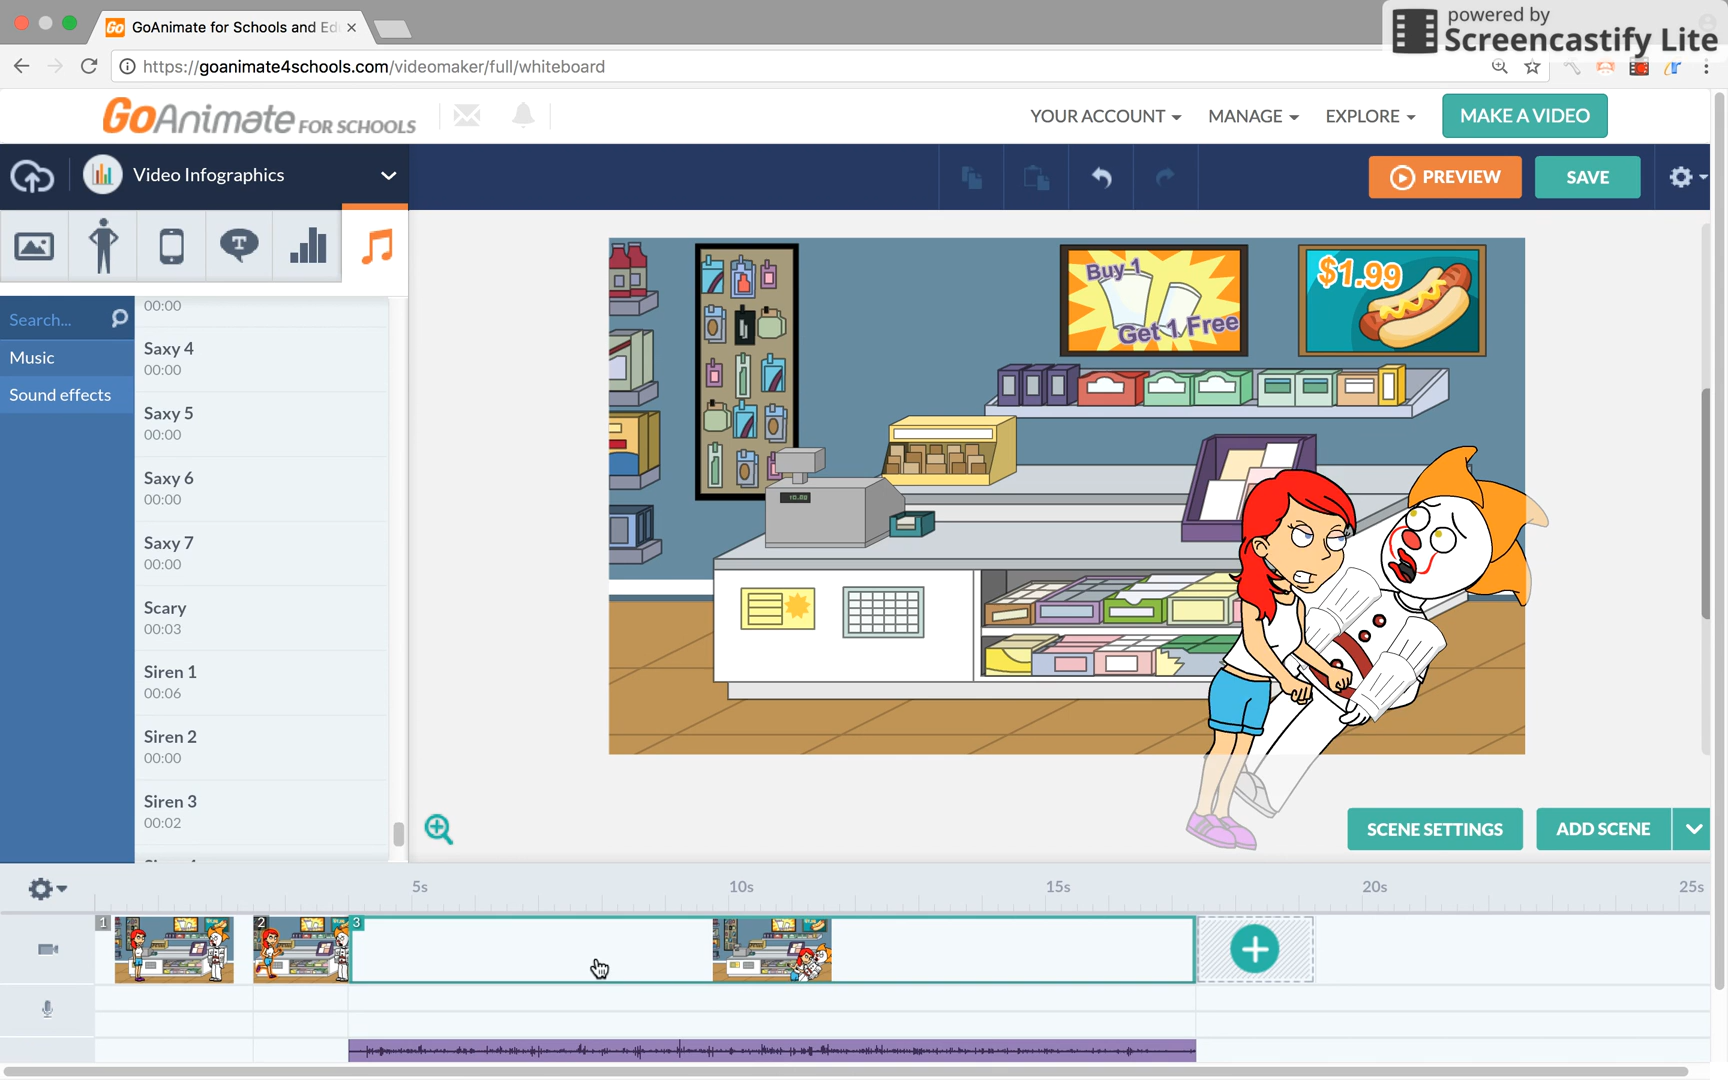 GoAnimate for Schools and Ed
powered by
Screencastify Lite
https://goanimate4schools.com/videomaker/full/whiteboard
GoAnimate FOR SCHOOLS
YOUR ACCOUNT
MANAGE
EXPLORE
MAKE A VIDEO
Video Infographics
PREVIEW
SAVE
Search...
Music
Sound effects
00:00
Saxy 4
00:00
Saxy 5
00:00
Saxy 6
00:00
Saxy 7
00:00
Scary
00:03
Siren 1
00:06
Siren 2
00:00
Siren 3
00:02
Buy 1
Get 1 Free
$1.99
SCENE SETTINGS
ADD SCENE
5s
10s
15s
20s
25s
1
2
3